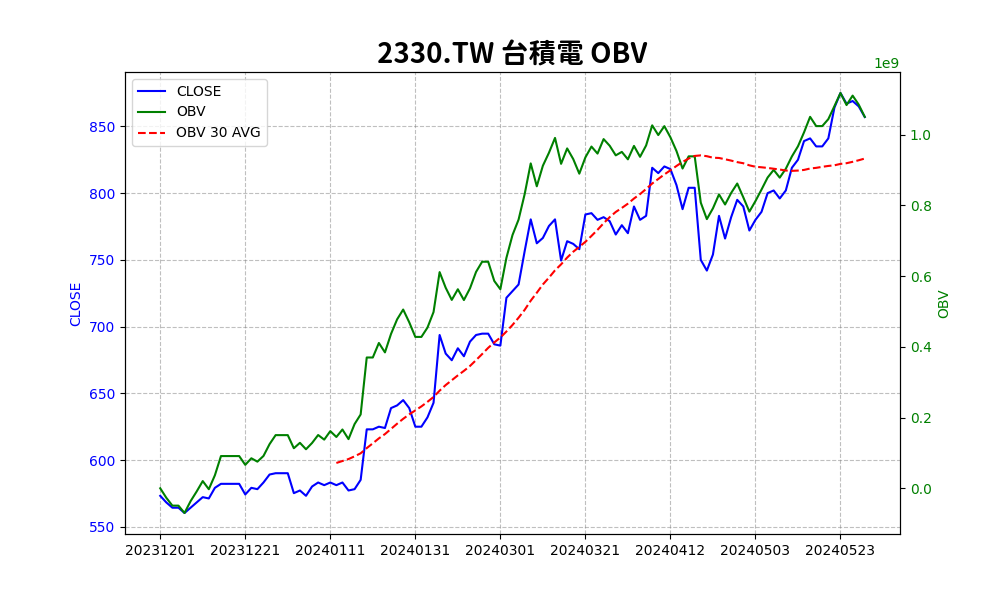 2330.TW 台積電 OBV
1e9
CLOSE
OBV
OBV 30 AVG
850
800
750
700
650
600
550
CLOSE
1.0
0.8
0.6
0.4
0.2
0.0
OBV
20231201 20231221 20240111 20240131 20240301 20240321 20240412 20240503 20240523